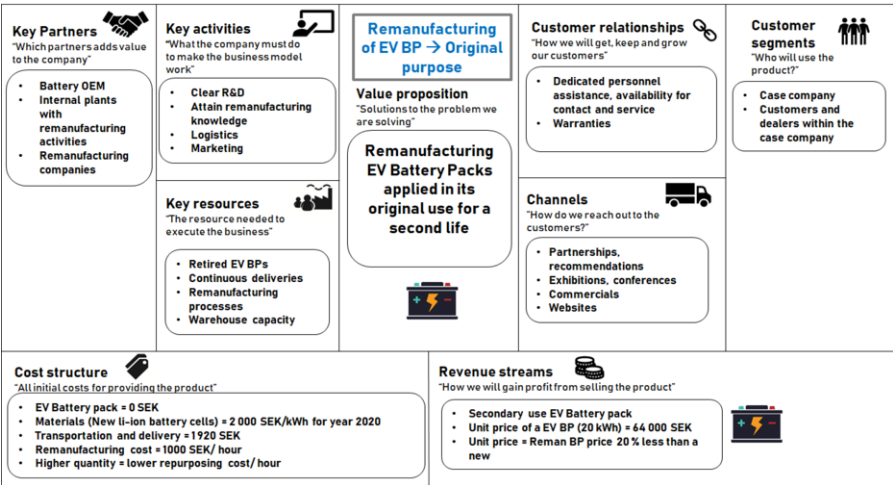 Key Partners
"Which partners adds value
to the company"
• Battery OEM
• Internal plants
with
remanufacturing
activities
• Remanufacturing
companies
Key activities
"What the company must do
to make the business model
work"
• Clear R&D
• Attain remanufacturing
knowledge
• Logistics
• Marketing
Key resources
"The resource needed to
execute the business"
• Retired EV BPs
• Continuous deliveries
• Remanufacturing
processes
• Warehouse capacity
Remanufacturing
of EV BP → Original
purpose
Value proposition
"Solutions to the problem we
are solving"
Remanufacturing
EV Battery Packs
applied in its
original use for a
second life
Customer relationships
"How we will get, keep and grow
our customers"
• Dedicated personnel
assistance, availability for
contact and service
• Warranties
Channels
"How do we reach out to the
customers?"
• Partnerships,
recommendations
• Exhibitions, conferences
• Commercials
• Websites
Customer
segments
"Who will use the
product?"
• Case company
• Customers and
dealers within the
case company
Cost structure
"All initial costs for providing the product"
• EV Battery pack = 0 SEK
• Materials (New li-ion battery cells) = 2 000 SEK/kWh for year 2020
• Transportation and delivery = 1 920 SEK
• Remanufacturing cost = 1000 SEK/ hour
• Higher quantity = lower repurposing cost/ hour
Revenue streams
"How we will gain profit from selling the product"
• Secondary use EV Battery pack
• Unit price of a EV BP (20 kWh) = 64 000 SEK
• Unit price = Reman BP price 20 % less than a
new